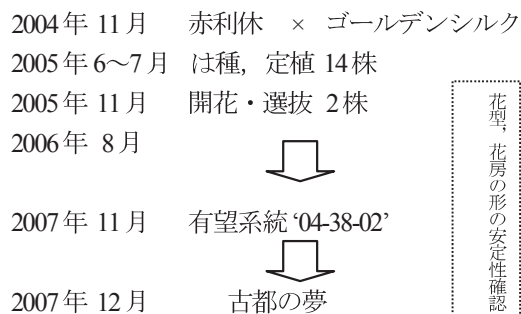 2004年 11月　赤利休　×　ゴールデンシルク
2005年 6～7月　は種，定植 14株
2005年 11月　開花・選抜 2株
2006年 8月
2007年 11月　有望系統 ‘04-38-02’
2007年 12月　古都の夢
花型，花房の形の安定性確認